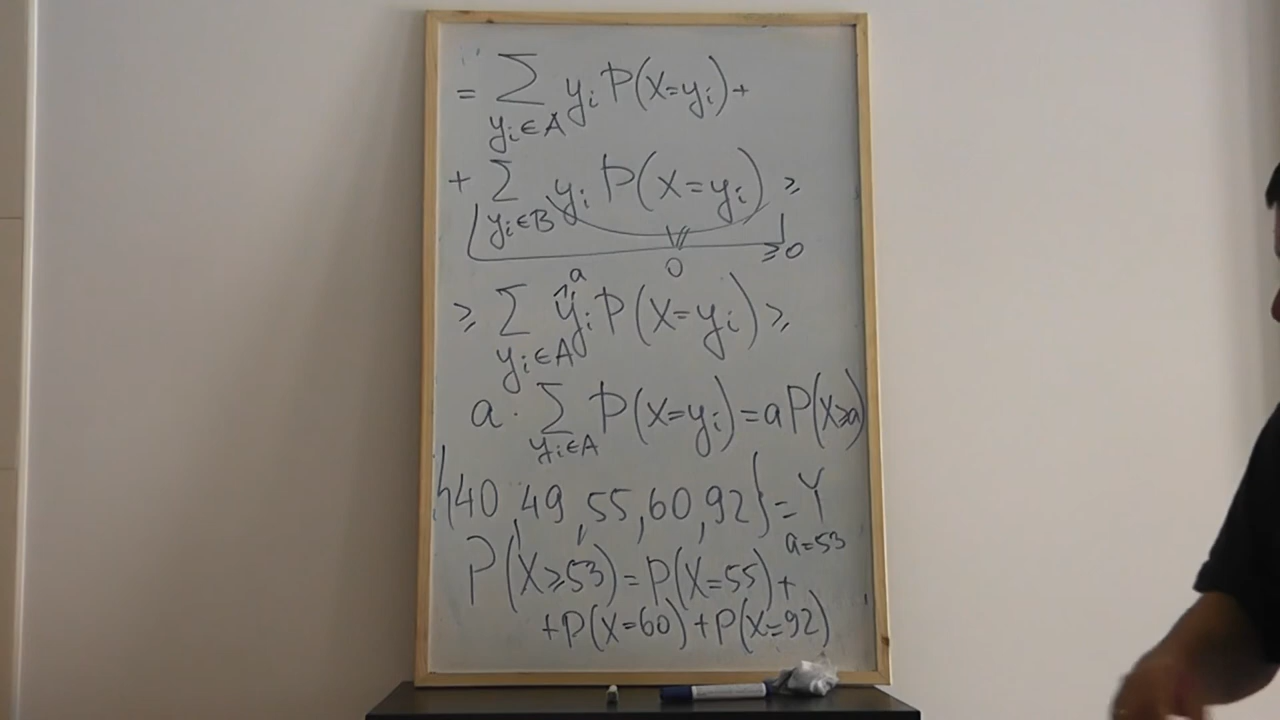 = ∑ yᵢ P(X=yᵢ) +
yᵢ∈A
+ ∑ yᵢ P(X=yᵢ) ≥
yᵢ∈B
0 ≥0
a
≥ ∑ yᵢ P(X=yᵢ) ≥
yᵢ∈A
a · ∑ P(X=yᵢ) = a P(X≥a)
yᵢ∈A
{40, 49, 55, 60, 92} = Y
a=53
P(X≥53) = P(X=55) +
+ P(X=60) + P(X=92)